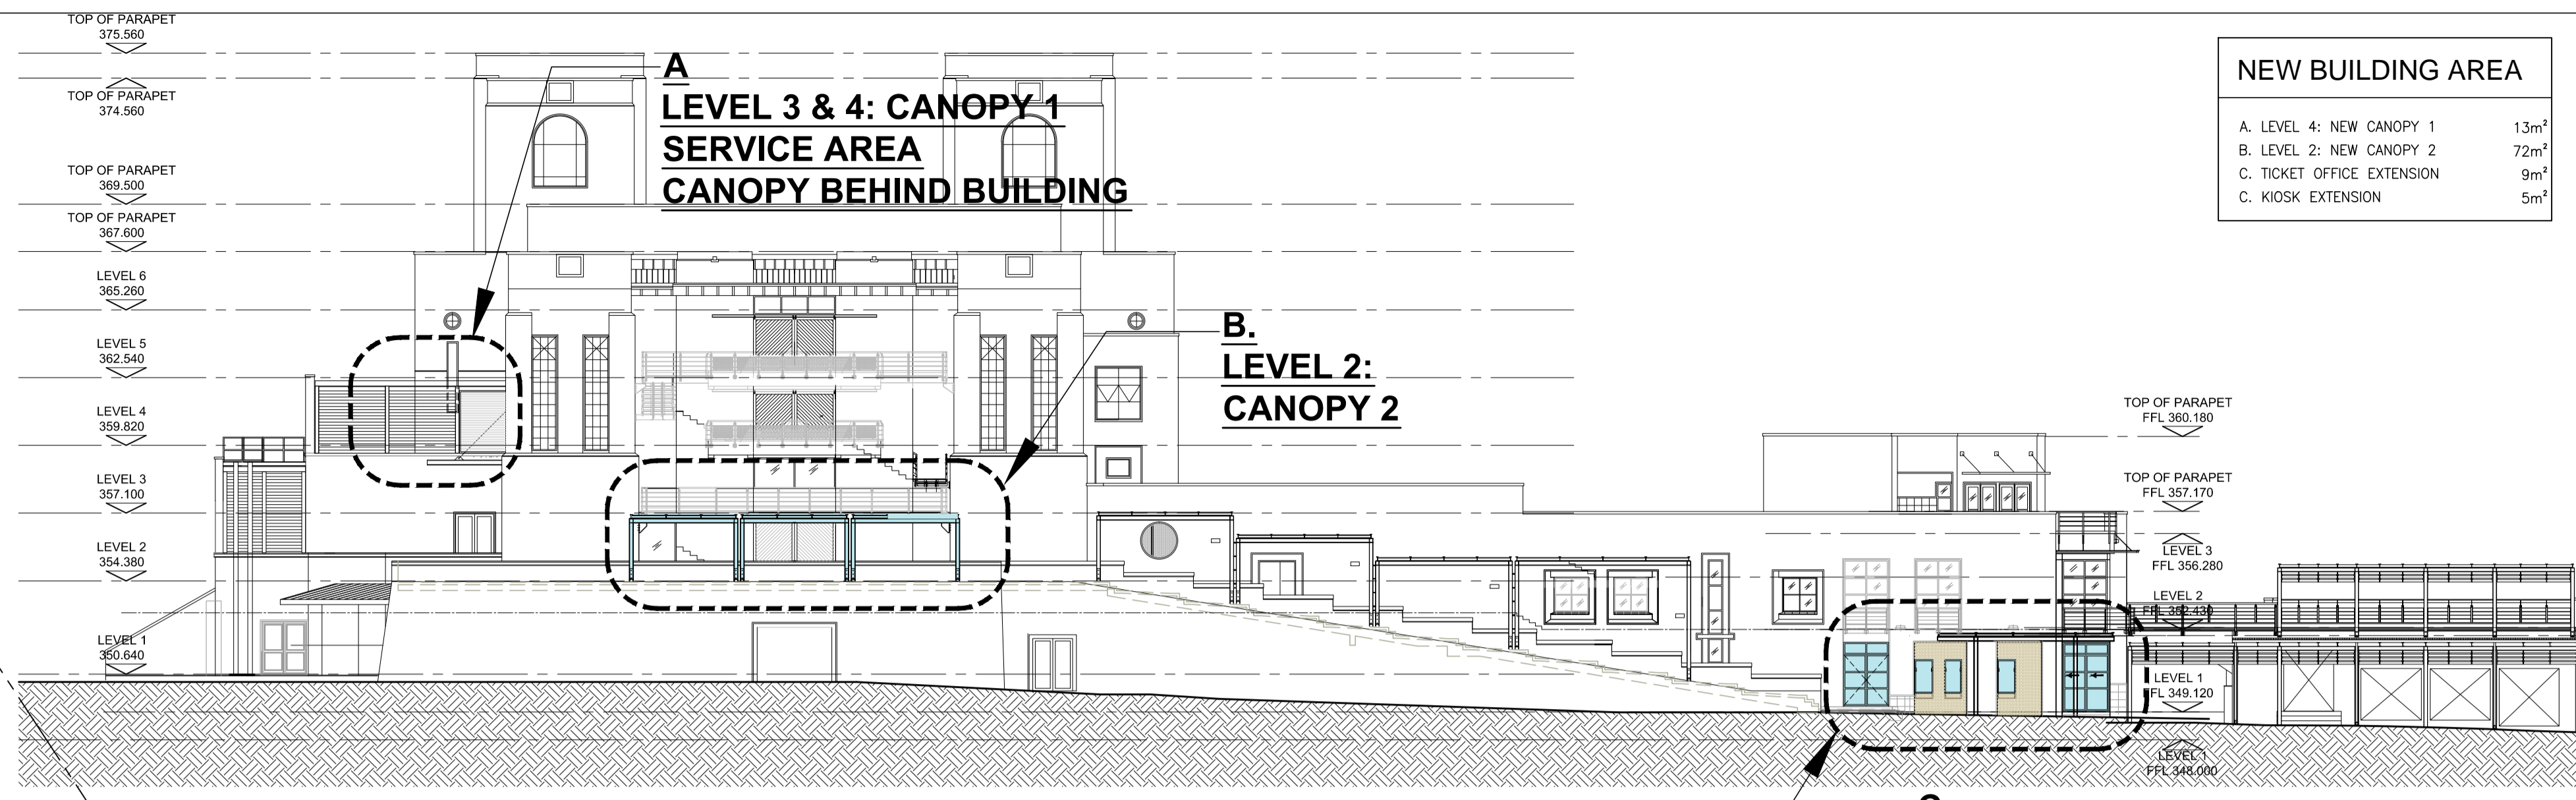 TOP OF PARAPET
375.560
TOP OF PARAPET
374.560
TOP OF PARAPET
369.500
TOP OF PARAPET
367.600
LEVEL 6
365.260
LEVEL 5
362.540
LEVEL 4
359.820
LEVEL 3
357.100
LEVEL 2
354.380
LEVEL 1
350.640
A
LEVEL 3 & 4: CANOPY 1
SERVICE AREA
CANOPY BEHIND BUILDING
B.
LEVEL 2:
CANOPY 2
NEW BUILDING AREA
A. LEVEL 4: NEW CANOPY 1 13m²
B. LEVEL 2: NEW CANOPY 2 72m²
C. TICKET OFFICE EXTENSION 9m²
C. KIOSK EXTENSION 5m²
TOP OF PARAPET
FFL 360.180
TOP OF PARAPET
FFL 357.170
LEVEL 3
FFL 356.280
LEVEL 2
FFL 352.430
LEVEL 1
FFL 349.120
LEVEL 1
FFL 348.000